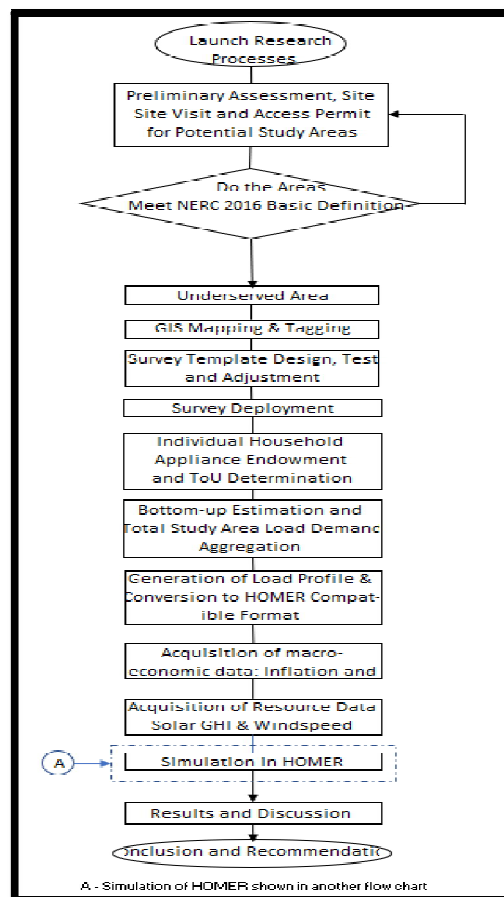 Launch Research
Processes
Preliminary Assessment, Site
Site Visit and Access Permit
for Potential Study Areas
Do the Areas
Meet NERC 2016 Basic Definition
Underserved Area
GIS Mapping & Tagging
Survey Template Design, Test
and Adjustment
Survey Deployment
Individual Household
Appliance Endowment
and ToU Determination
Bottom-up Estimation and
Total Study Area Load Demand
Aggregation
Generation of Load Profile &
Conversion to HOMER Compat-
ible Format
Acquisition of macro-
economic data: Inflation and
Acquisition of Resource Data
Solar GHI & Windspeed
A
Simulation in HOMER
Results and Discussion
onclusion and Recommendatio
A - Simulation of HOMER shown in another flow chart